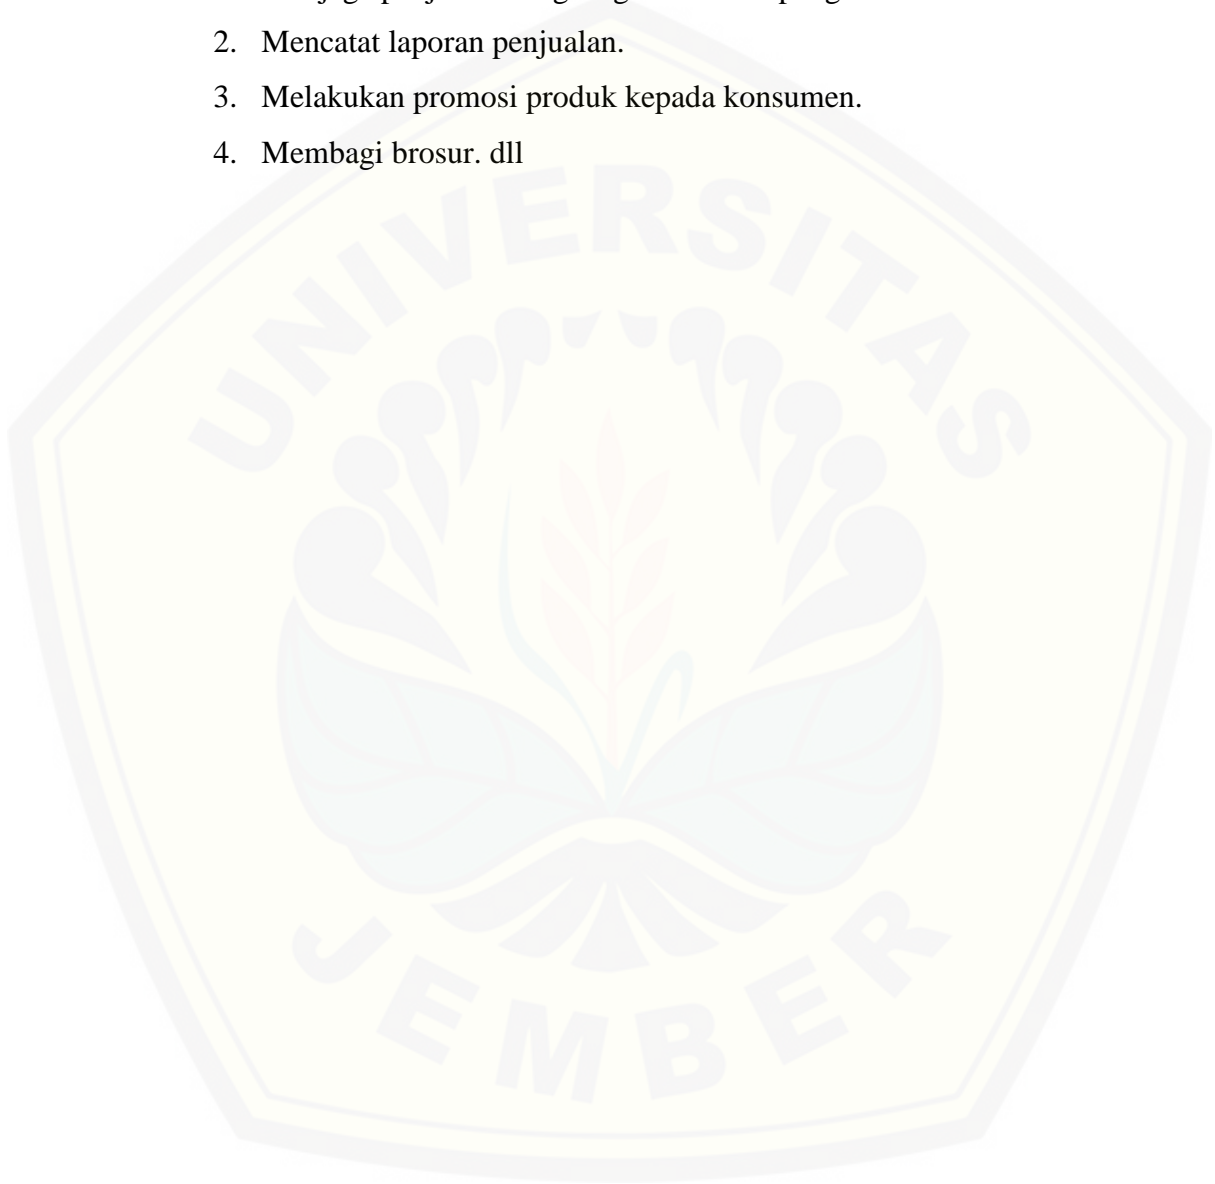 2. Mencatat laporan penjualan.
3. Melakukan promosi produk kepada konsumen.
4. Membagi brosur. dll
UNIVERSITAS
JEMBER